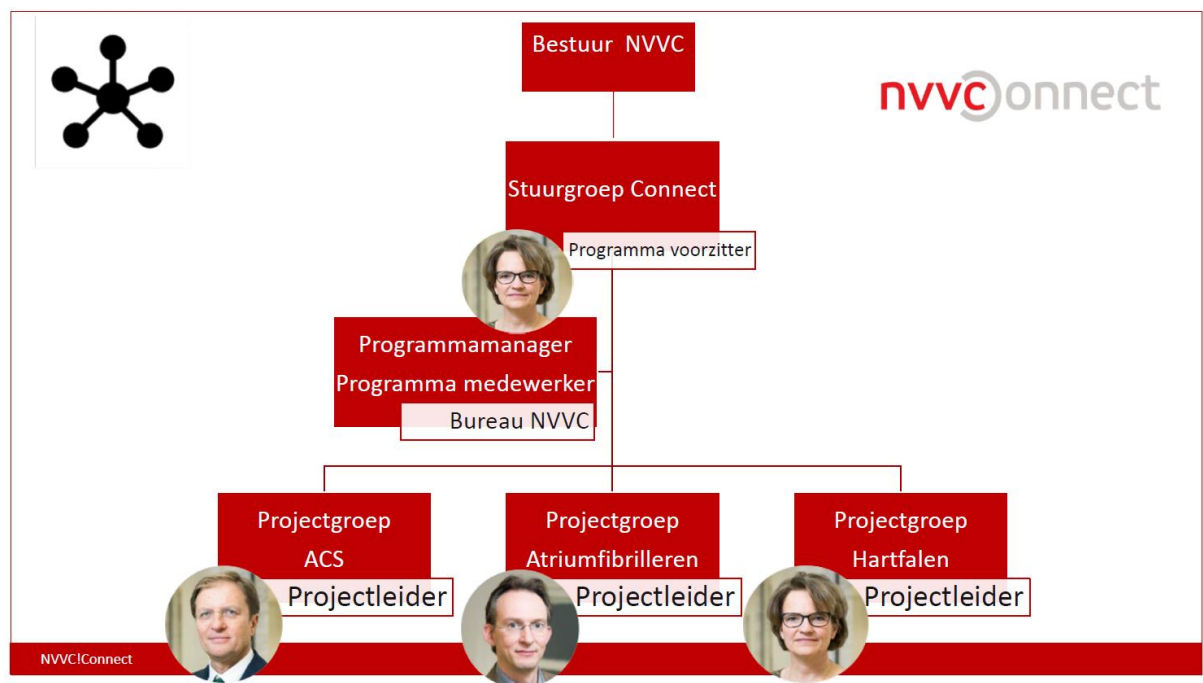 Bestuur NVVC
nvvconnect
Stuurgroep Connect
Programma voorzitter
Programmamanager
Programma medewerker
Bureau NVVC
Projectgroep
ACS
Projectleider
Projectgroep
Atriumfibrilleren
Projectleider
Projectgroep
Hartfalen
Projectleider
NVVC!Connect